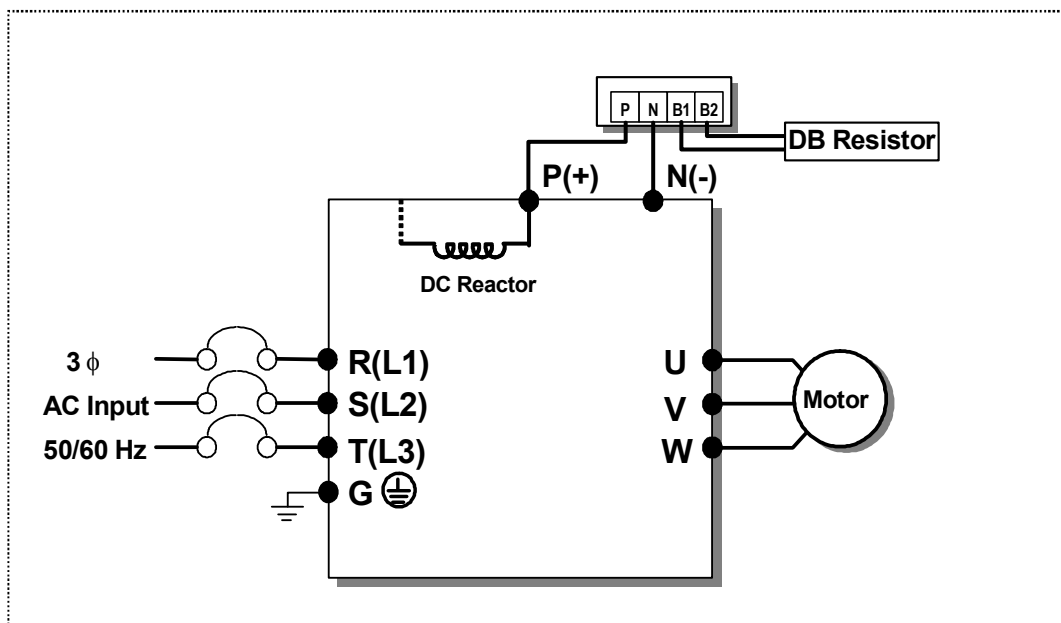 P N B1 B2
DB Resistor
P(+) N(-)
DC Reactor
3 ϕ
R(L1)
U
AC Input
S(L2)
V
Motor
50/60 Hz
T(L3)
W
G